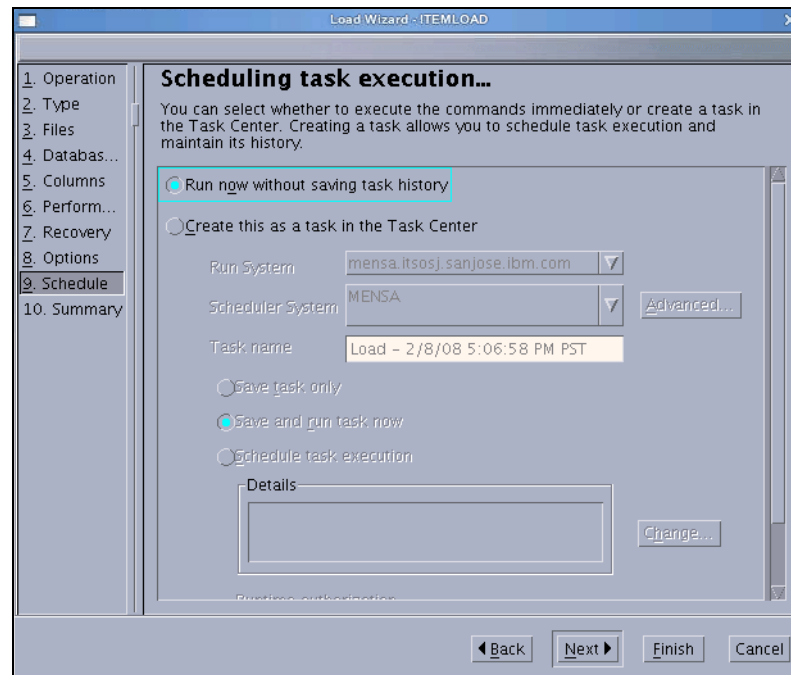 Load Wizard - ITEMLOAD
1. Operation
2. Type
3. Files
4. Databas...
5. Columns
6. Perform...
7. Recovery
8. Options
9. Schedule
10. Summary
Scheduling task execution...
You can select whether to execute the commands immediately or create a task in
the Task Center. Creating a task allows you to schedule task execution and
maintain its history.
Run now without saving task history
Create this as a task in the Task Center
Run System
mensa.itsosj.sanjose.ibm.com
Scheduler System
MENSA
Advanced...
Task name
Load - 2/8/08 5:06:58 PM PST
Save task only
Save and run task now
Schedule task execution
Details
Change...
Runtime authorization
Back
Next
Finish
Cancel